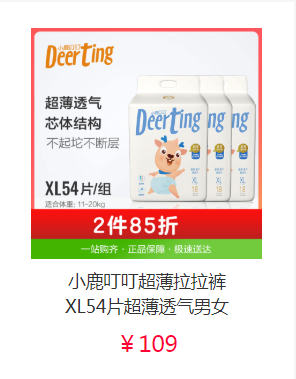 小鹿叮叮
Deerting
超薄透气
芯体结构
不起坨不断层
XL54片/组
适合体重: 11-20kg
Deerting
XL
18
2件85折
一站购齐 · 正品保障 · 极速送达
小鹿叮叮超薄拉拉裤
XL54片超薄透气男女
¥109